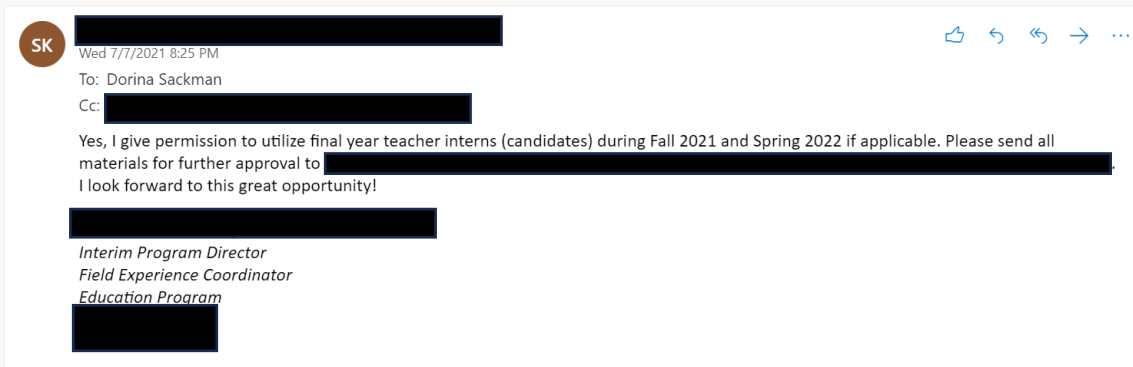 SK
Wed 7/7/2021 8:25 PM
To: Dorina Sackman
Cc:
Yes, I give permission to utilize final year teacher interns (candidates) during Fall 2021 and Spring 2022 if applicable. Please send all
materials for further approval to .
I look forward to this great opportunity!
Interim Program Director
Field Experience Coordinator
Education Program